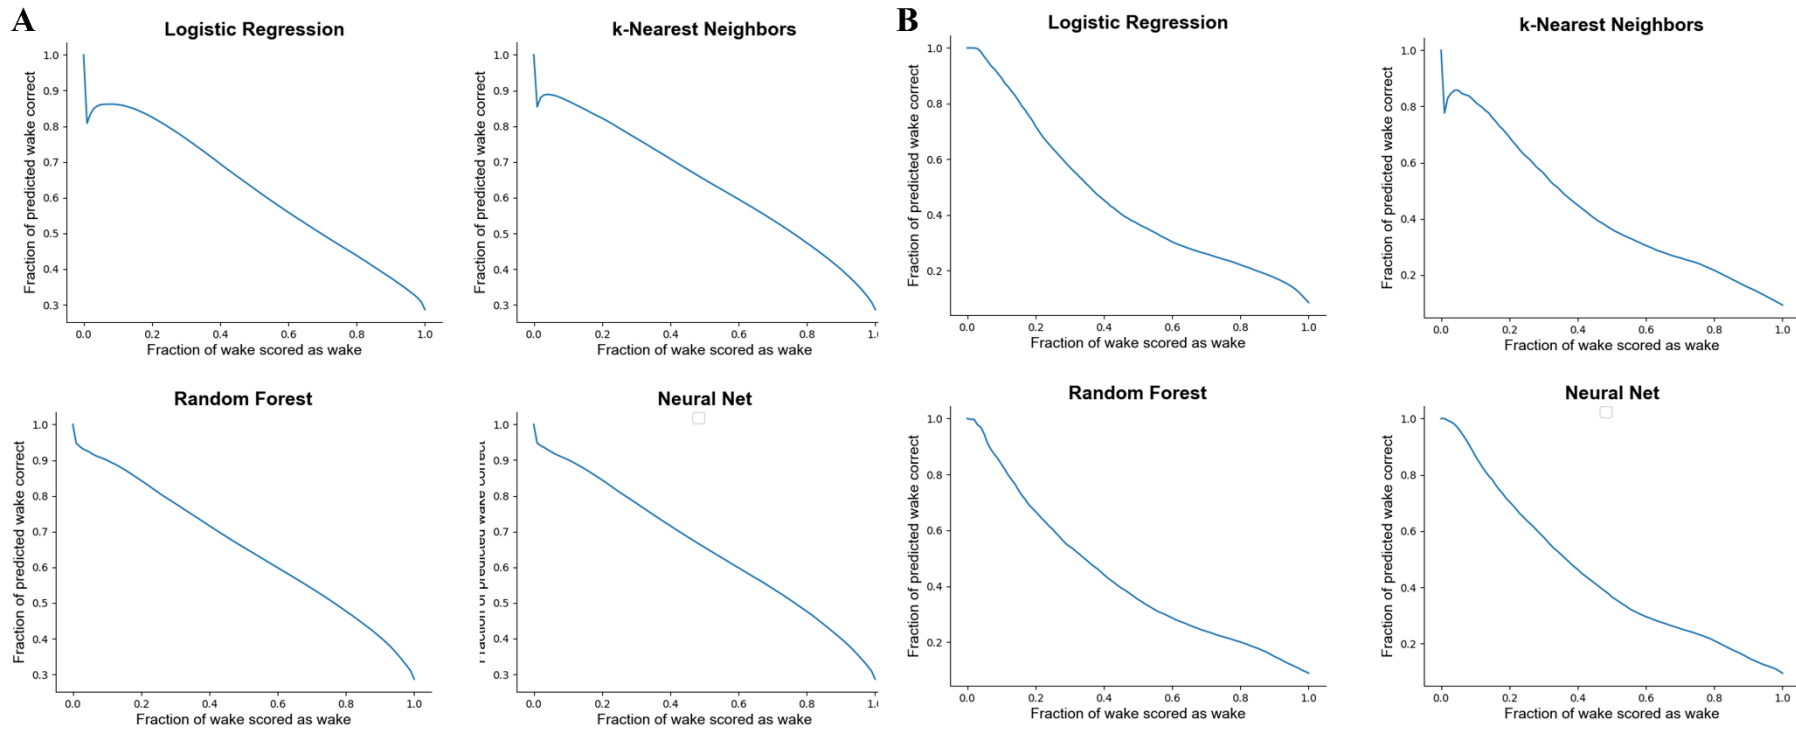 A
Logistic Regression
Fraction of predicted wake correct
1.0
0.9
0.8
0.7
0.6
0.5
0.4
0.3
0.0 0.2 0.4 0.6 0.8 1.0
Fraction of wake scored as wake
k-Nearest Neighbors
Fraction of predicted wake correct
1.0
0.9
0.8
0.7
0.6
0.5
0.4
0.3
0.0 0.2 0.4 0.6 0.8 1.0
Fraction of wake scored as wake
Random Forest
Fraction of predicted wake correct
1.0
0.9
0.8
0.7
0.6
0.5
0.4
0.3
0.0 0.2 0.4 0.6 0.8 1.0
Fraction of wake scored as wake
Neural Net
Fraction of predicted wake correct
1.0
0.9
0.8
0.7
0.6
0.5
0.4
0.3
0.0 0.2 0.4 0.6 0.8 1.0
Fraction of wake scored as wake
B
Logistic Regression
Fraction of predicted wake correct
1.0
0.8
0.6
0.4
0.2
0.0 0.2 0.4 0.6 0.8 1.0
Fraction of wake scored as wake
k-Nearest Neighbors
Fraction of predicted wake correct
1.0
0.8
0.6
0.4
0.2
0.0 0.2 0.4 0.6 0.8 1.0
Fraction of wake scored as wake
Random Forest
Fraction of predicted wake correct
1.0
0.8
0.6
0.4
0.2
0.0 0.2 0.4 0.6 0.8 1.0
Fraction of wake scored as wake
Neural Net
Fraction of predicted wake correct
1.0
0.8
0.6
0.4
0.2
0.0 0.2 0.4 0.6 0.8 1.0
Fraction of wake scored as wake